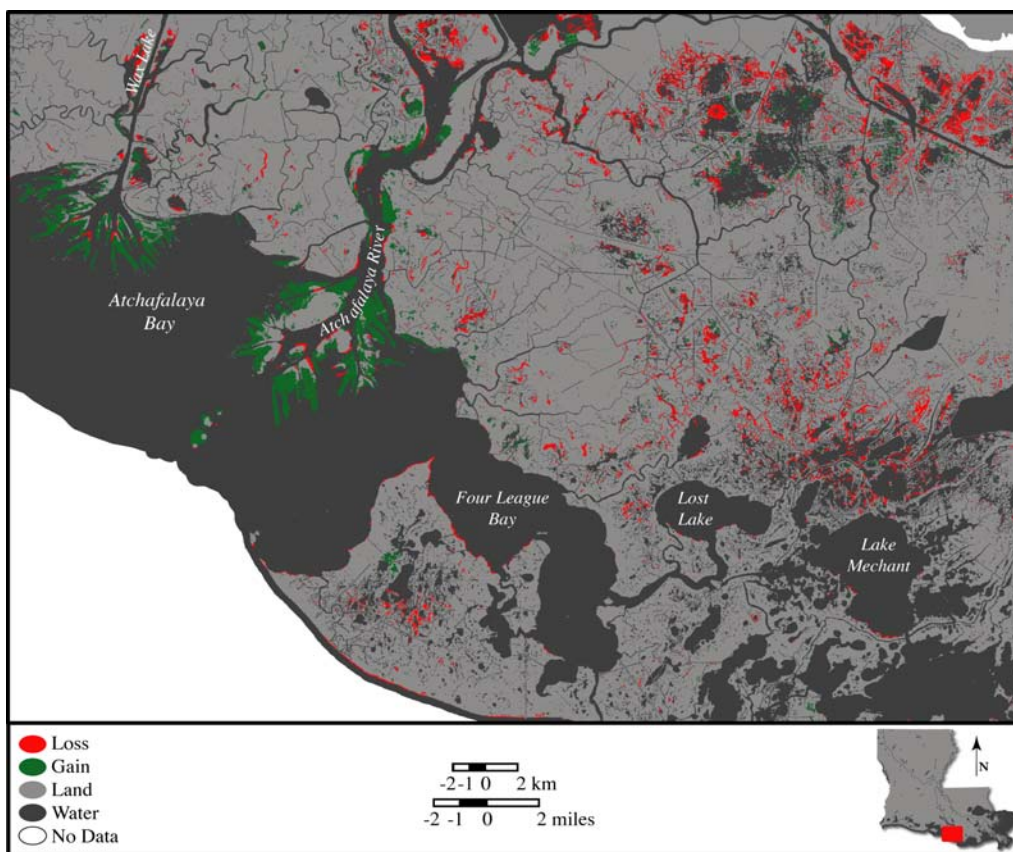 Wax Lake
Atchafalaya River
Atchafalaya
Bay
Four League
Bay
Lost
Lake
Lake
Mechant
Loss
Gain
Land
Water
No Data
-2 -1 0 2 km
-2 -1 0 2 miles
N